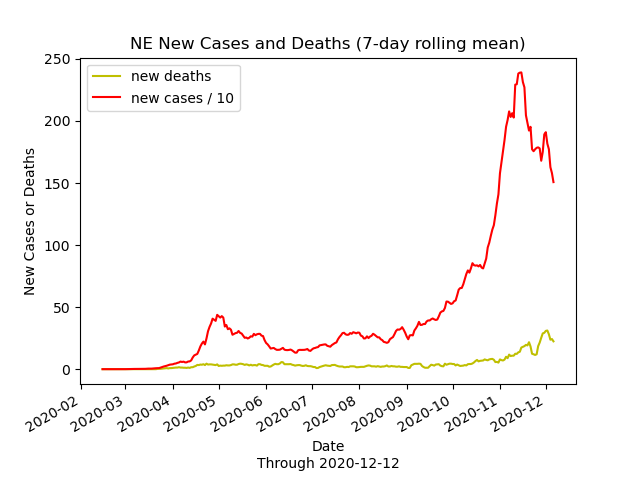 NE New Cases and Deaths (7-day rolling mean)
new deaths
new cases / 10
New Cases or Deaths
250
200
150
100
50
0
2020-02
2020-03
2020-04
2020-05
2020-06
2020-07
2020-08
2020-09
2020-10
2020-11
2020-12
Date
Through 2020-12-12